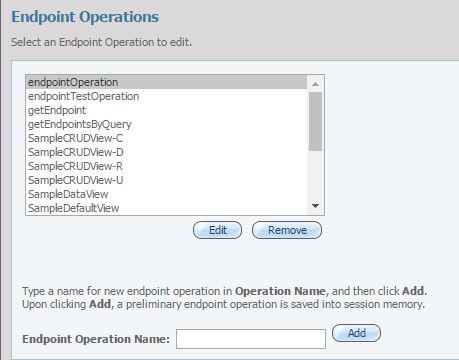 Endpoint Operations
Select an Endpoint Operation to edit.
endpointOperation
endpointTestOperation
getEndpoint
getEndpointsByQuery
SampleCRUDView-C
SampleCRUDView-D
SampleCRUDView-R
SampleCRUDView-U
SampleDataView
SampleDefaultView
Edit Remove
Type a name for new endpoint operation in Operation Name, and then click Add.
Upon clicking Add, a preliminary endpoint operation is saved into session memory.
Endpoint Operation Name: Add